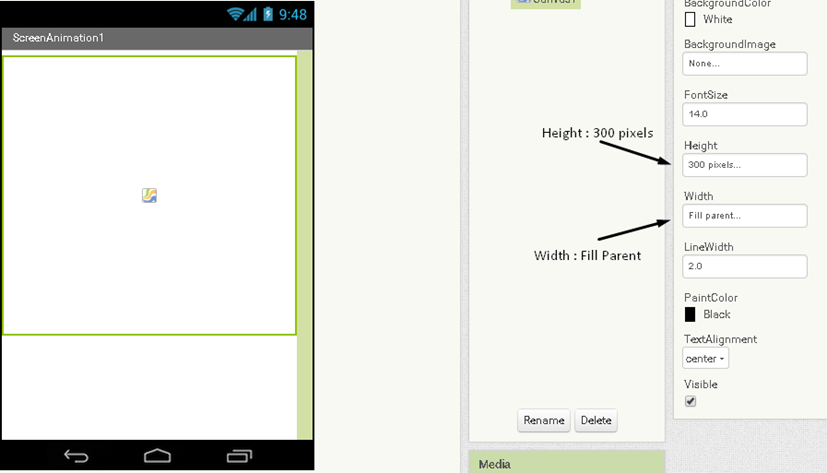 9:48
ScreenAnimation1
BackgroundColor
White
BackgroundImage
None...
FontSize
14.0
Height : 300 pixels
Height
300 pixels...
Width
Fill parent...
Width : Fill Parent
LineWidth
2.0
PaintColor
Black
TextAlignment
center
Visible
Rename Delete
Media